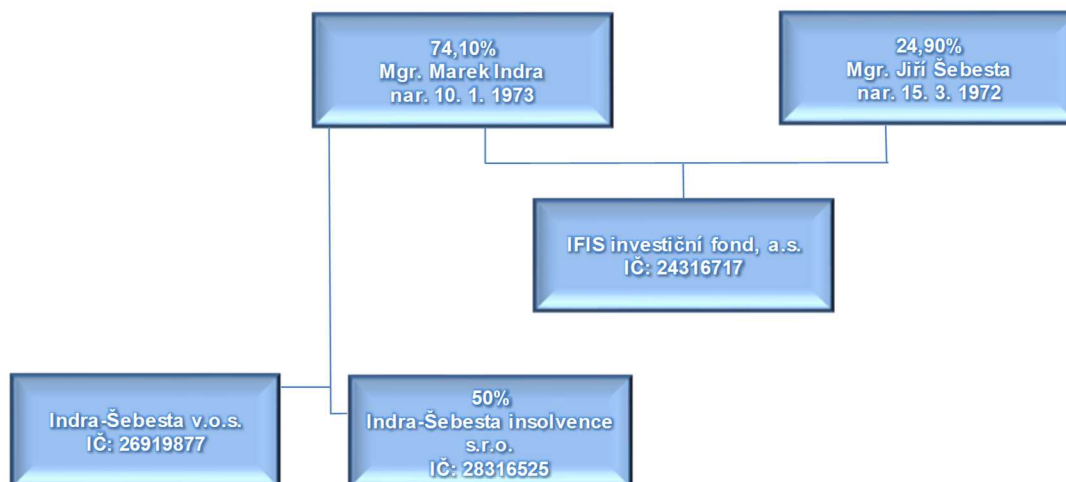 74,10%
Mgr. Marek Indra
nar. 10. 1. 1973
24,90%
Mgr. Jiří Šebesta
nar. 15. 3. 1972
IFIS investiční fond, a.s.
IČ: 24316717
Indra-Šebesta v.o.s.
IČ: 26919877
50%
Indra-Šebesta insolvence
s.r.o.
IČ: 28316525